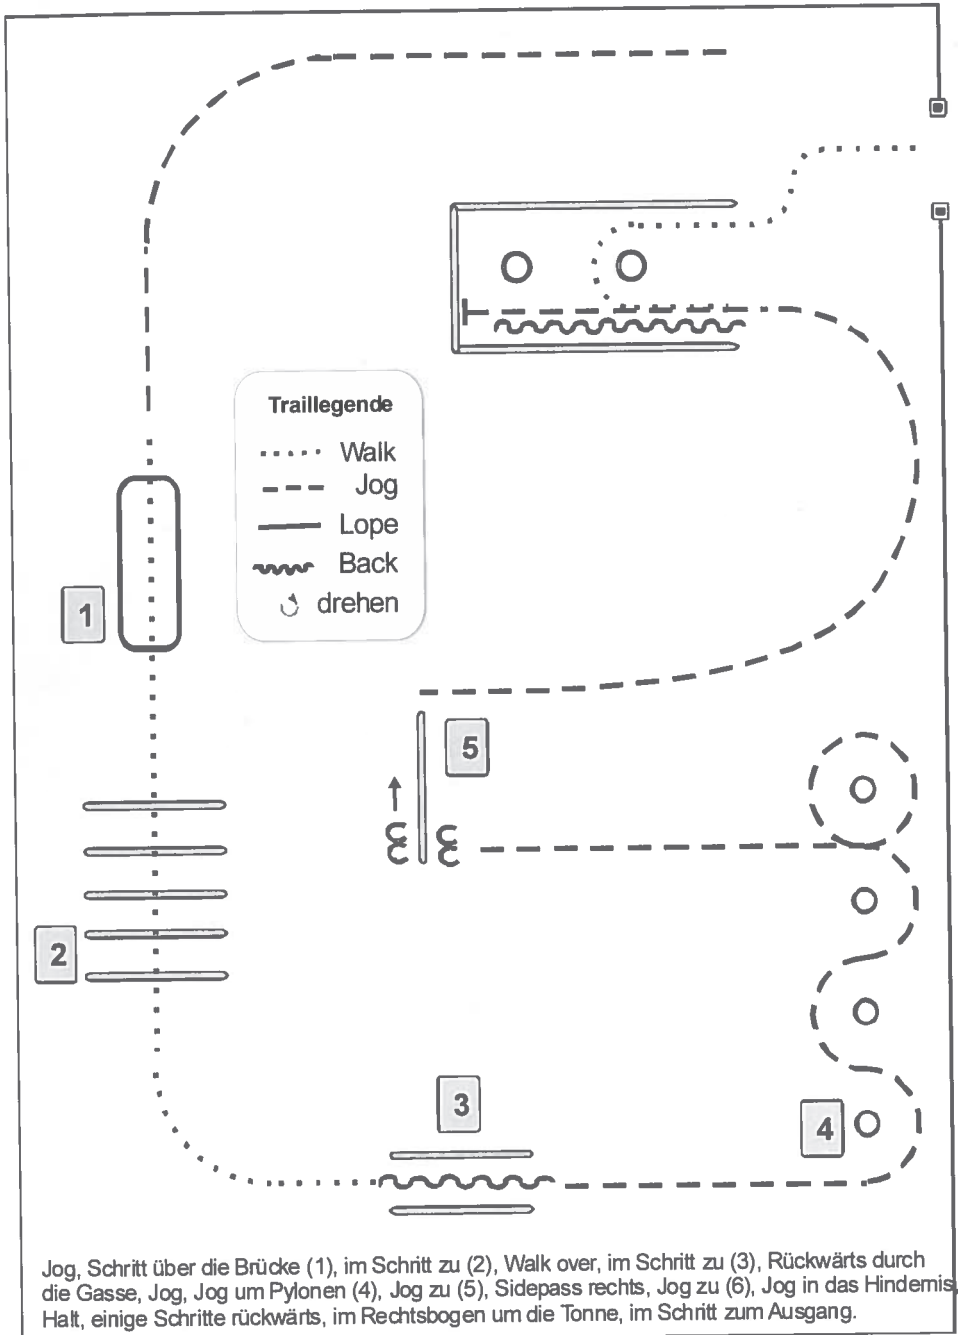 Traillegende
Walk
Jog
Lope
Back
drehen
1
5
2
3
4
Jog, Schritt über die Brücke (1), im Schritt zu (2), Walk over, im Schritt zu (3), Rückwärts durch
die Gasse, Jog, Jog um Pylonen (4), Jog zu (5), Sidepass rechts, Jog zu (6), Jog in das Hindernis,
Halt, einige Schritte rückwärts, im Rechtsbogen um die Tonne, im Schritt zum Ausgang.